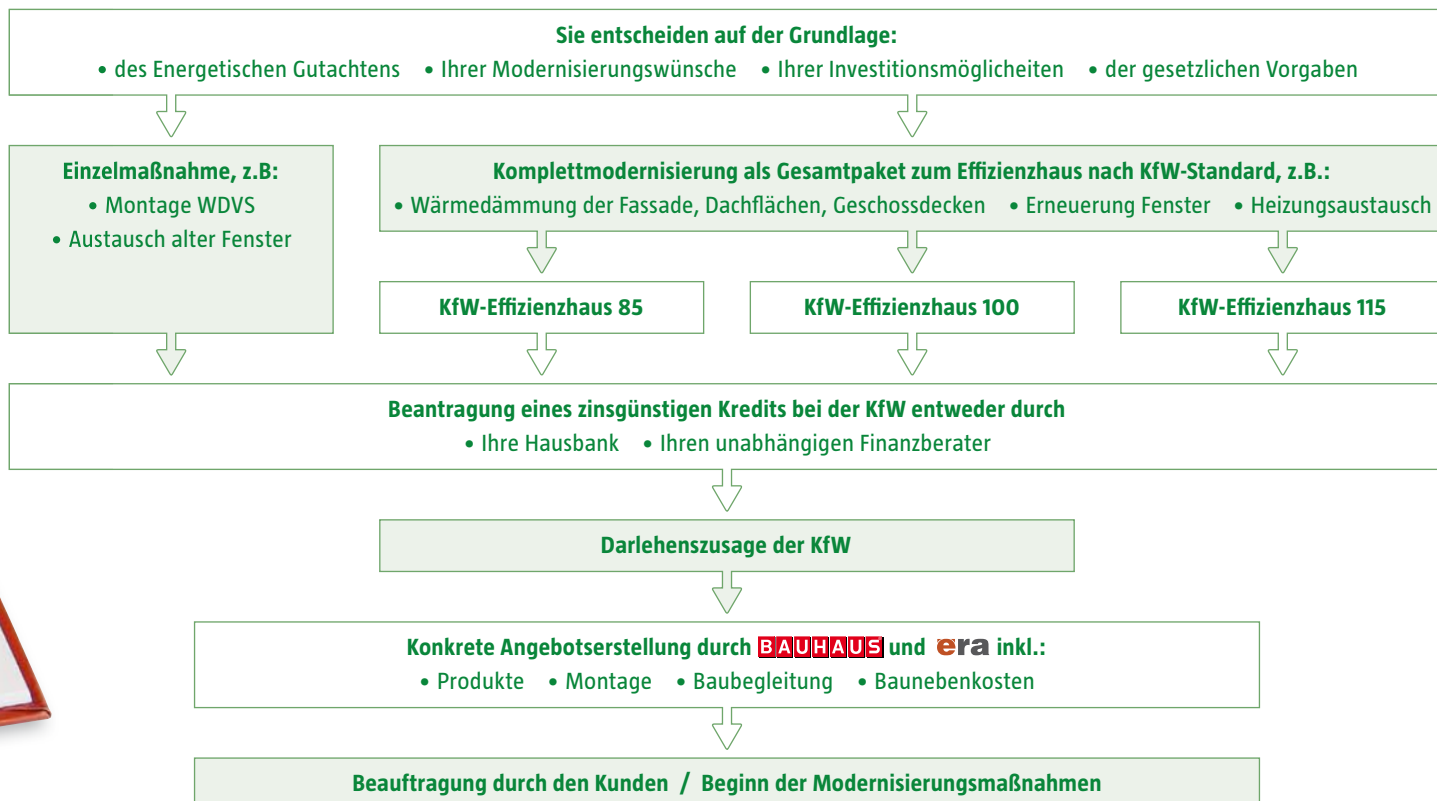 Sie entscheiden auf der Grundlage:
• des Energetischen Gutachtens • Ihrer Modernisierungswünsche • Ihrer Investitionsmöglicheiten • der gesetzlichen Vorgaben
Einzelmaßnahme, z.B:
• Montage WDVS
• Austausch alter Fenster
Komplettmodernisierung als Gesamtpaket zum Effizienzhaus nach KfW-Standard, z.B.:
• Wärmedämmung der Fassade, Dachflächen, Geschossdecken • Erneuerung Fenster • Heizungsaustausch
KfW-Effizienzhaus 85
KfW-Effizienzhaus 100
KfW-Effizienzhaus 115
Beantragung eines zinsgünstigen Kredits bei der KfW entweder durch
• Ihre Hausbank • Ihren unabhängigen Finanzberater
Darlehenszusage der KfW
Konkrete Angebotserstellung durch BAUHAUS und era inkl.:
• Produkte • Montage • Baubegleitung • Baunebenkosten
Beauftragung durch den Kunden / Beginn der Modernisierungsmaßnahmen